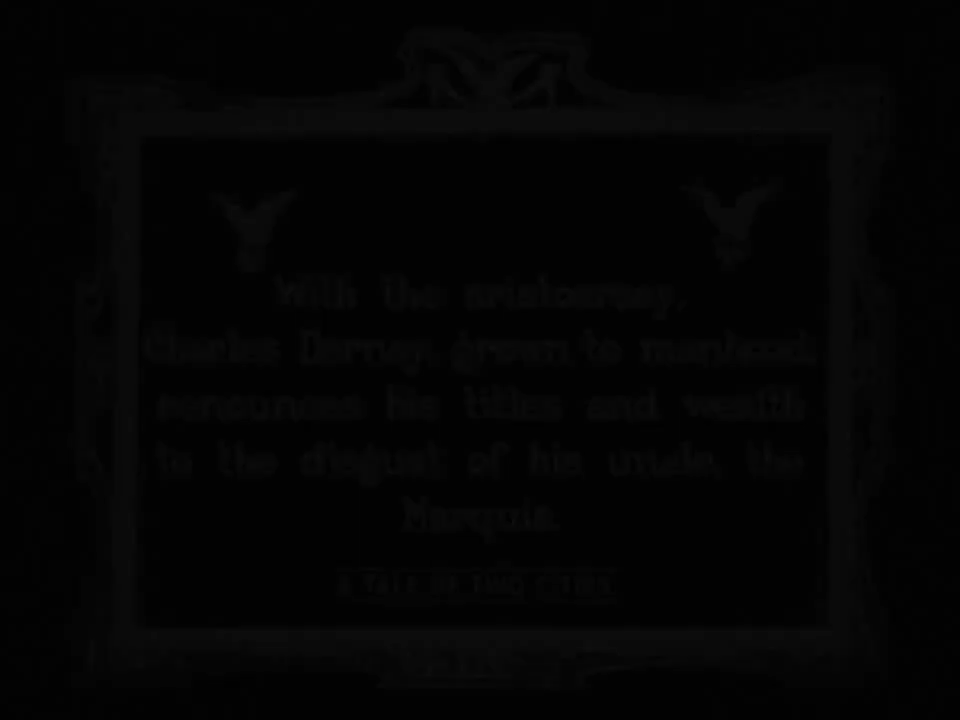 With the aristocracy,
Charles Darnay, grown to manhood,
renounces his titles and wealth
to the disgust of his uncle, the
Marquis.
A TALE OF TWO CITIES